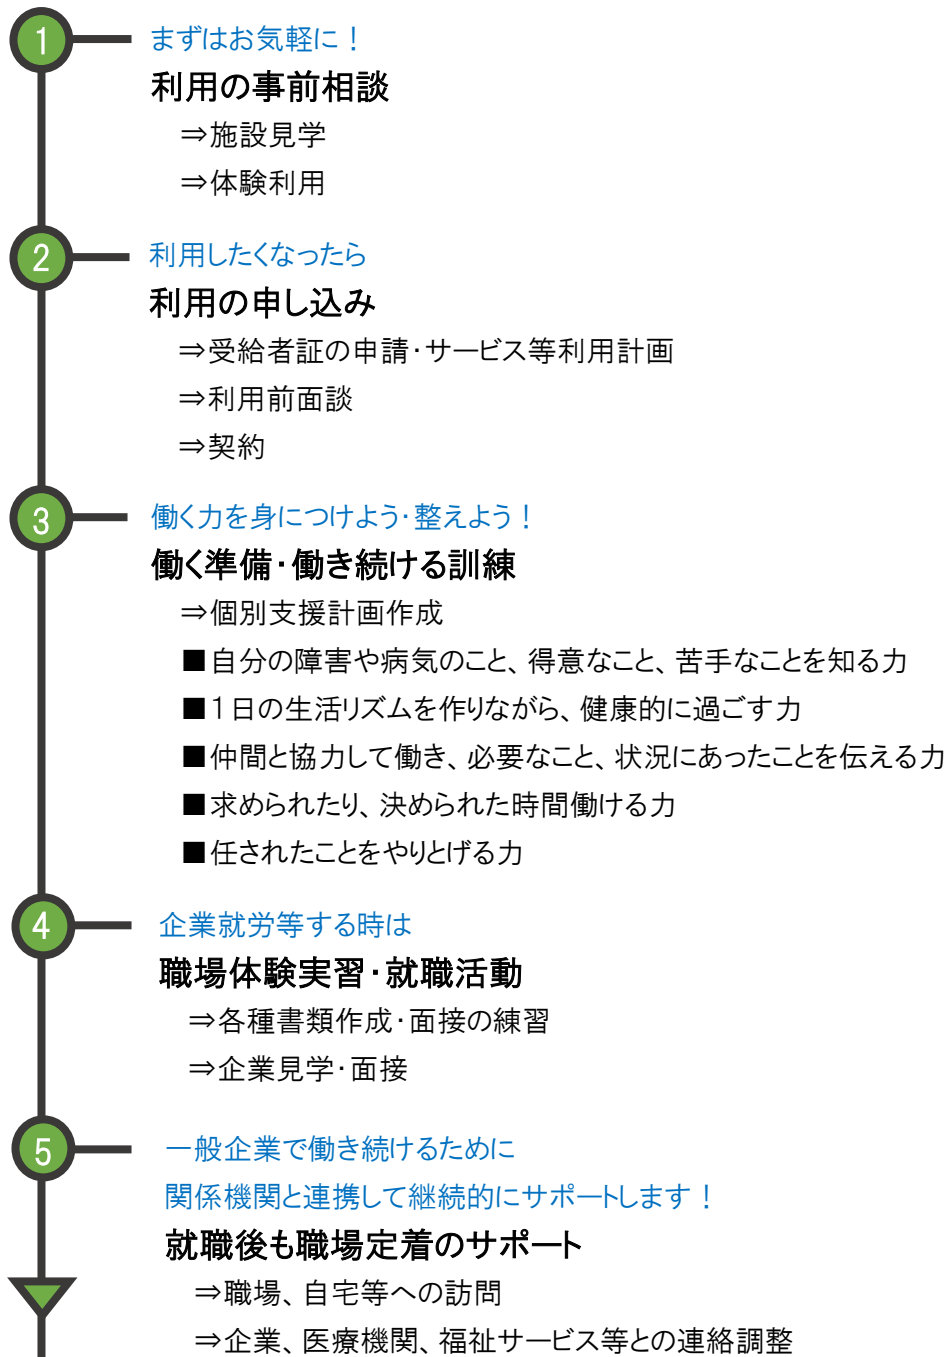 1 まずはお気軽に！
利用の事前相談
⇒施設見学
⇒体験利用
2 利用したくなったら
利用の申し込み
⇒受給者証の申請・サービス等利用計画
⇒利用前面談
⇒契約
3 働く力を身につけよう・整えよう！
働く準備・働き続ける訓練
⇒個別支援計画作成
■自分の障害や病気のこと、得意なこと、苦手なことを知る力
■1日の生活リズムを作りながら、健康的に過ごす力
■仲間と協力して働き、必要なこと、状況にあったことを伝える力
■求められたり、決められた時間働ける力
■任されたことをやりとげる力
4 企業就労等する時は
職場体験実習・就職活動
⇒各種書類作成・面接の練習
⇒企業見学・面接
5 一般企業で働き続けるために
関係機関と連携して継続的にサポートします！
就職後も職場定着のサポート
⇒職場、自宅等への訪問
⇒企業、医療機関、福祉サービス等との連絡調整